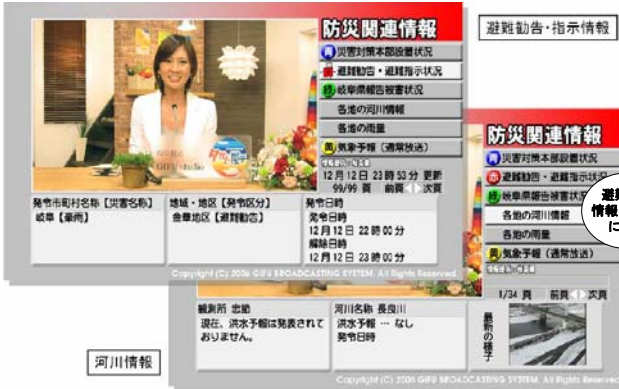 避難勧告・指示情報
防災関連情報
青 災害対策本部設置状況
避難勧告・避難指示状況
緑 岐阜県報告被害状況
各地の河川情報
各地の雨量
黄 気象予報(通常放送)
12月12日 23時53分 更新
99/99 頁 前頁 次頁
GIFU studio
発令市町村名称【災害名称】
岐阜【豪雨】
地域・地区【発令区分】
金華地区【避難勧告】
発令日時
発令日時
12月12日 22時00分
解除日時
12月12日 23時00分
Copyright (C) 2006 GIFU BROADCASTING SYSTEM. All Rights Reserved
防災関連情報
青 災害対策本部設置状況
赤 避難勧告・避難指示状況
緑 岐阜県報告被害状況
各地の河川情報
各地の雨量
黄 気象予報(通常放送)
1/34 頁 前頁 次頁
観測所 忠節
現在、洪水予報は発表されて
おりません。
河川名称 長良川
洪水予報 … なし
発令日時
最新の様子
Copyright (C) 2006 GIFU BROADCASTING SYSTEM. All Rights Reserved
河川情報